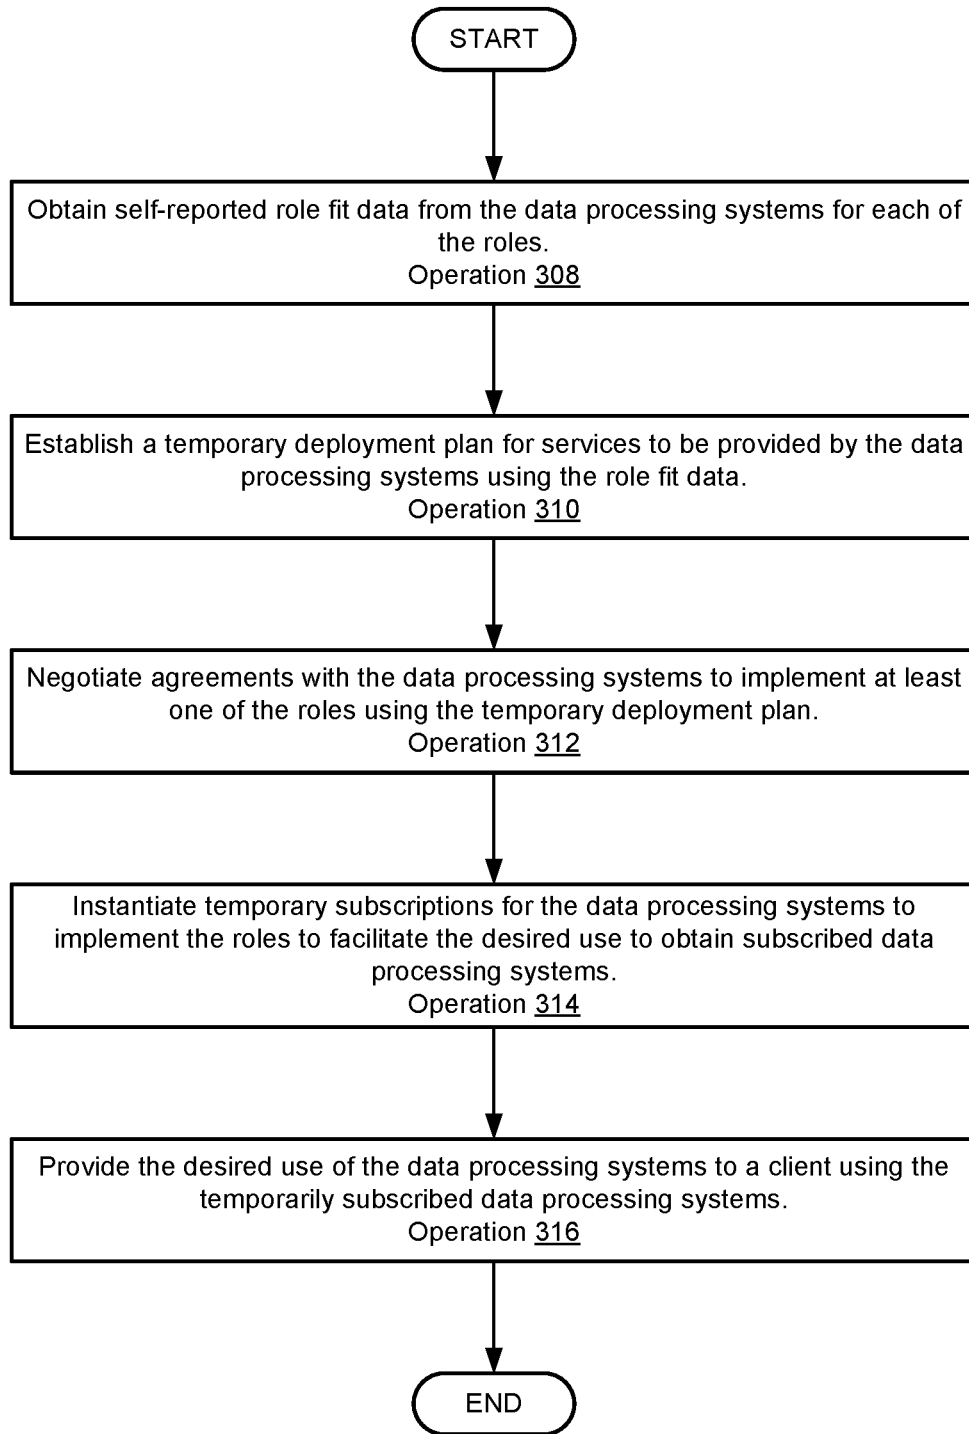 START
Obtain self-reported role fit data from the data processing systems for each of
the roles.
Operation 308
Establish a temporary deployment plan for services to be provided by the data
processing systems using the role fit data.
Operation 310
Negotiate agreements with the data processing systems to implement at least
one of the roles using the temporary deployment plan.
Operation 312
Instantiate temporary subscriptions for the data processing systems to
implement the roles to facilitate the desired use to obtain subscribed data
processing systems.
Operation 314
Provide the desired use of the data processing systems to a client using the
temporarily subscribed data processing systems.
Operation 316
END